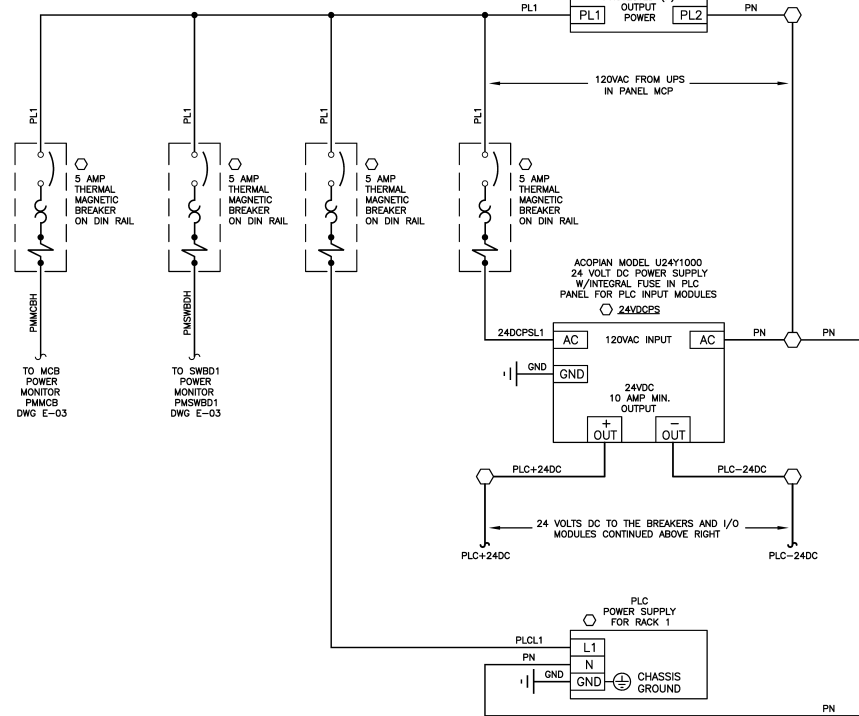 PL1
PL1
OUTPUT
POWER
PL2
PN
120VAC FROM UPS
IN PANEL MCP
PL1
PL1
PL1
PL1
5 AMP
THERMAL
MAGNETIC
BREAKER
ON DIN RAIL
5 AMP
THERMAL
MAGNETIC
BREAKER
ON DIN RAIL
5 AMP
THERMAL
MAGNETIC
BREAKER
ON DIN RAIL
5 AMP
THERMAL
MAGNETIC
BREAKER
ON DIN RAIL
PMMCBH
PMSWBDH
TO MCB
POWER
MONITOR
PMMCB
DWG E-03
TO SWBD1
POWER
MONITOR
PMSWBD1
DWG E-03
ACOPIAN MODEL U24Y1000
24 VOLT DC POWER SUPPLY
W/INTEGRAL FUSE IN PLC
PANEL FOR PLC INPUT MODULES
24VDCPS
24DCPSL1
AC
120VAC INPUT
AC
PN
PN
GND
GND
24VDC
10 AMP MIN.
OUTPUT
+
OUT
−
OUT
PLC+24DC
PLC-24DC
24 VOLTS DC TO THE BREAKERS AND I/O
MODULES CONTINUED ABOVE RIGHT
PLC+24DC
PLC-24DC
PLC
POWER SUPPLY
FOR RACK 1
PLCL1
L1
PN
N
GND
GND
CHASSIS
GROUND
PN